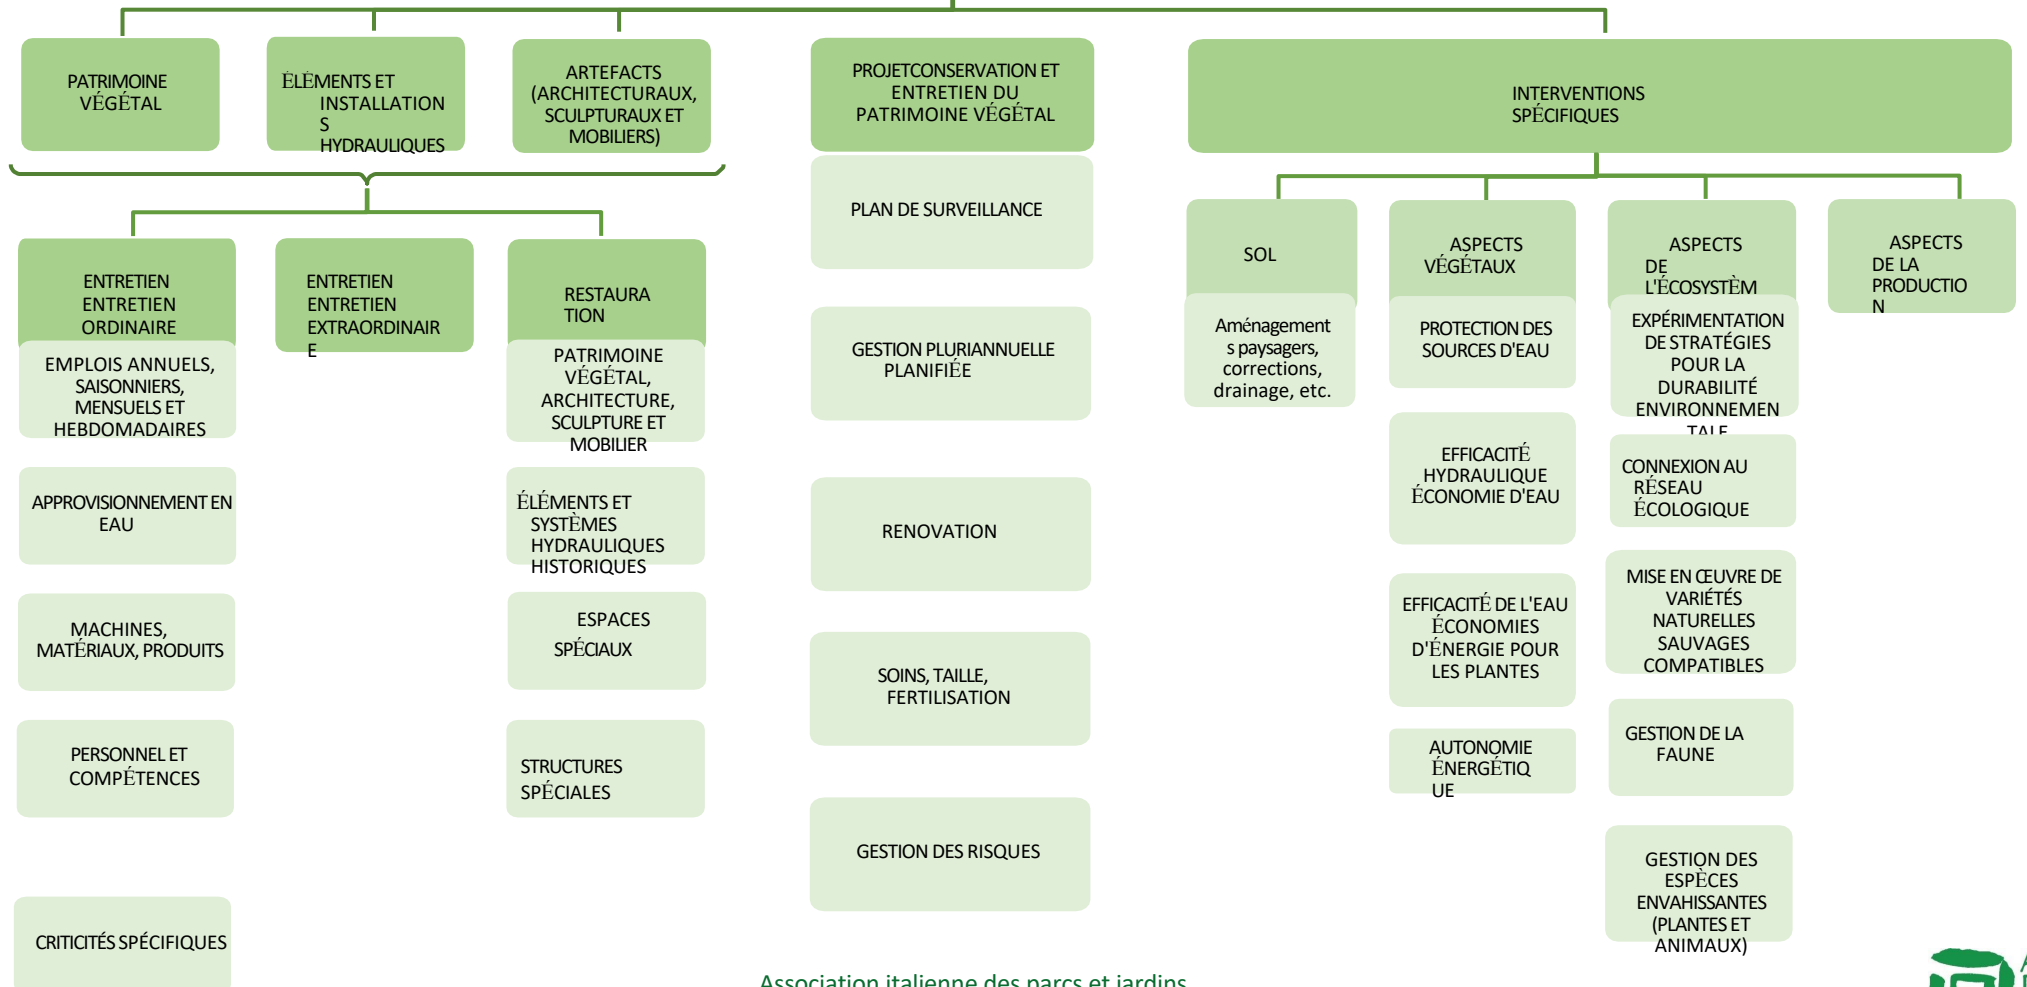 PATRIMOINE
VÉGÉTAL
ÉLÉMENTS ET
INSTALLATION
S
HYDRAULIQUES
ARTEFACTS
(ARCHITECTURAUX,
SCULPTURAUX ET
MOBILIERS)
PROJETCONSERVATION ET
ENTRETIEN DU
PATRIMOINE VÉGÉTAL
INTERVENTIONS
SPÉCIFIQUES
ENTRETIEN
ENTRETIEN
ORDINAIRE
EMPLOIS ANNUELS,
SAISONNIERS,
MENSUELS ET
HEBDOMADAIRES
APPROVISIONNEMENT EN
EAU
MACHINES,
MATÉRIAUX, PRODUITS
PERSONNEL ET
COMPÉTENCES
CRITICITÉS SPÉCIFIQUES
ENTRETIEN
ENTRETIEN
EXTRAORDINAIR
E
RESTAURA
TION
PATRIMOINE
VÉGÉTAL,
ARCHITECTURE,
SCULPTURE ET
MOBILIER
ÉLÉMENTS ET
SYSTÈMES
HYDRAULIQUES
HISTORIQUES
ESPACES
SPÉCIAUX
STRUCTURES
SPÉCIALES
PLAN DE SURVEILLANCE
GESTION PLURIANNUELLE
PLANIFIÉE
RENOVATION
SOINS, TAILLE,
FERTILISATION
GESTION DES RISQUES
SOL
Aménagement
s paysagers,
corrections,
drainage, etc.
ASPECTS
VÉGÉTAUX
PROTECTION DES
SOURCES D'EAU
EFFICACITÉ
HYDRAULIQUE
ÉCONOMIE D'EAU
EFFICACITÉ DE L'EAU
ÉCONOMIES
D'ÉNERGIE POUR
LES PLANTES
AUTONOMIE
ÉNERGÉTIQ
UE
ASPECTS
DE
L'ÉCOSYSTÈM
EXPÉRIMENTATION
DE STRATÉGIES
POUR LA
DURABILITÉ
ENVIRONNEMEN
TALE
CONNEXION AU
RÉSEAU
ÉCOLOGIQUE
MISE EN ŒUVRE DE
VARIÉTÉS
NATURELLES
SAUVAGES
COMPATIBLES
GESTION DE LA
FAUNE
GESTION DES
ESPÈCES
ENVAHISSANTES
(PLANTES ET
ANIMAUX)
ASPECTS
DE LA
PRODUCTIO
N
Association italienne des parcs et jardins